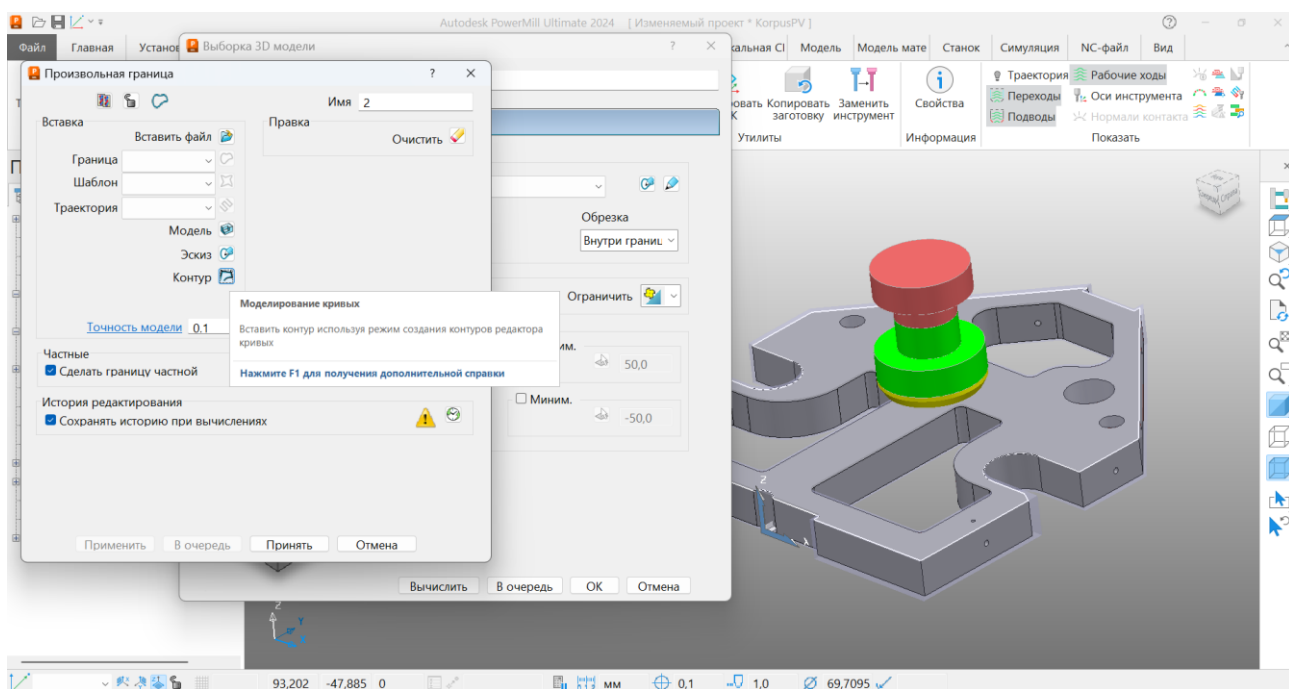 Autodesk PowerMill Ultimate 2024 [ Изменяемый проект * KorpusPV ]
Файл Главная Установ
Выборка 3D модели ? ×
кальная CI Модель Модель мате Станок Симуляция NC-файл Вид
Произвольная граница ? ×
Имя 2
Вставка
Вставить файл
Граница
Шаблон
Траектория
Модель
Эскиз
Контур
Точность модели 0.1
Правка
Очистить
Частные
Сделать границу частной
История редактирования
Сохранять историю при вычислениях
Применить В очередь Принять Отмена
Моделирование кривых
Вставить контур используя режим создания контуров редактора
кривых
Нажмите F1 для получения дополнительной справки
Обрезка
Внутри границ
Ограничить
им.
50,0
Миним.
-50,0
Вычислить В очередь OK Отмена
овать Копировать Заменить
К заготовку инструмент
Утилиты
Свойства
Информация
Траектория Рабочие ходы
Переходы Оси инструмента
Подводы Нормали контакта
Показать
Z
Z
Y
93,202 -47,885 0 мм 0,1 1,0 69,7095